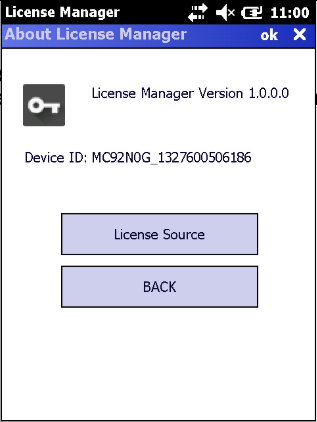 License Manager 11:00
About License Manager ok
License Manager Version 1.0.0.0
Device ID: MC92N0G_1327600506186
License Source
BACK